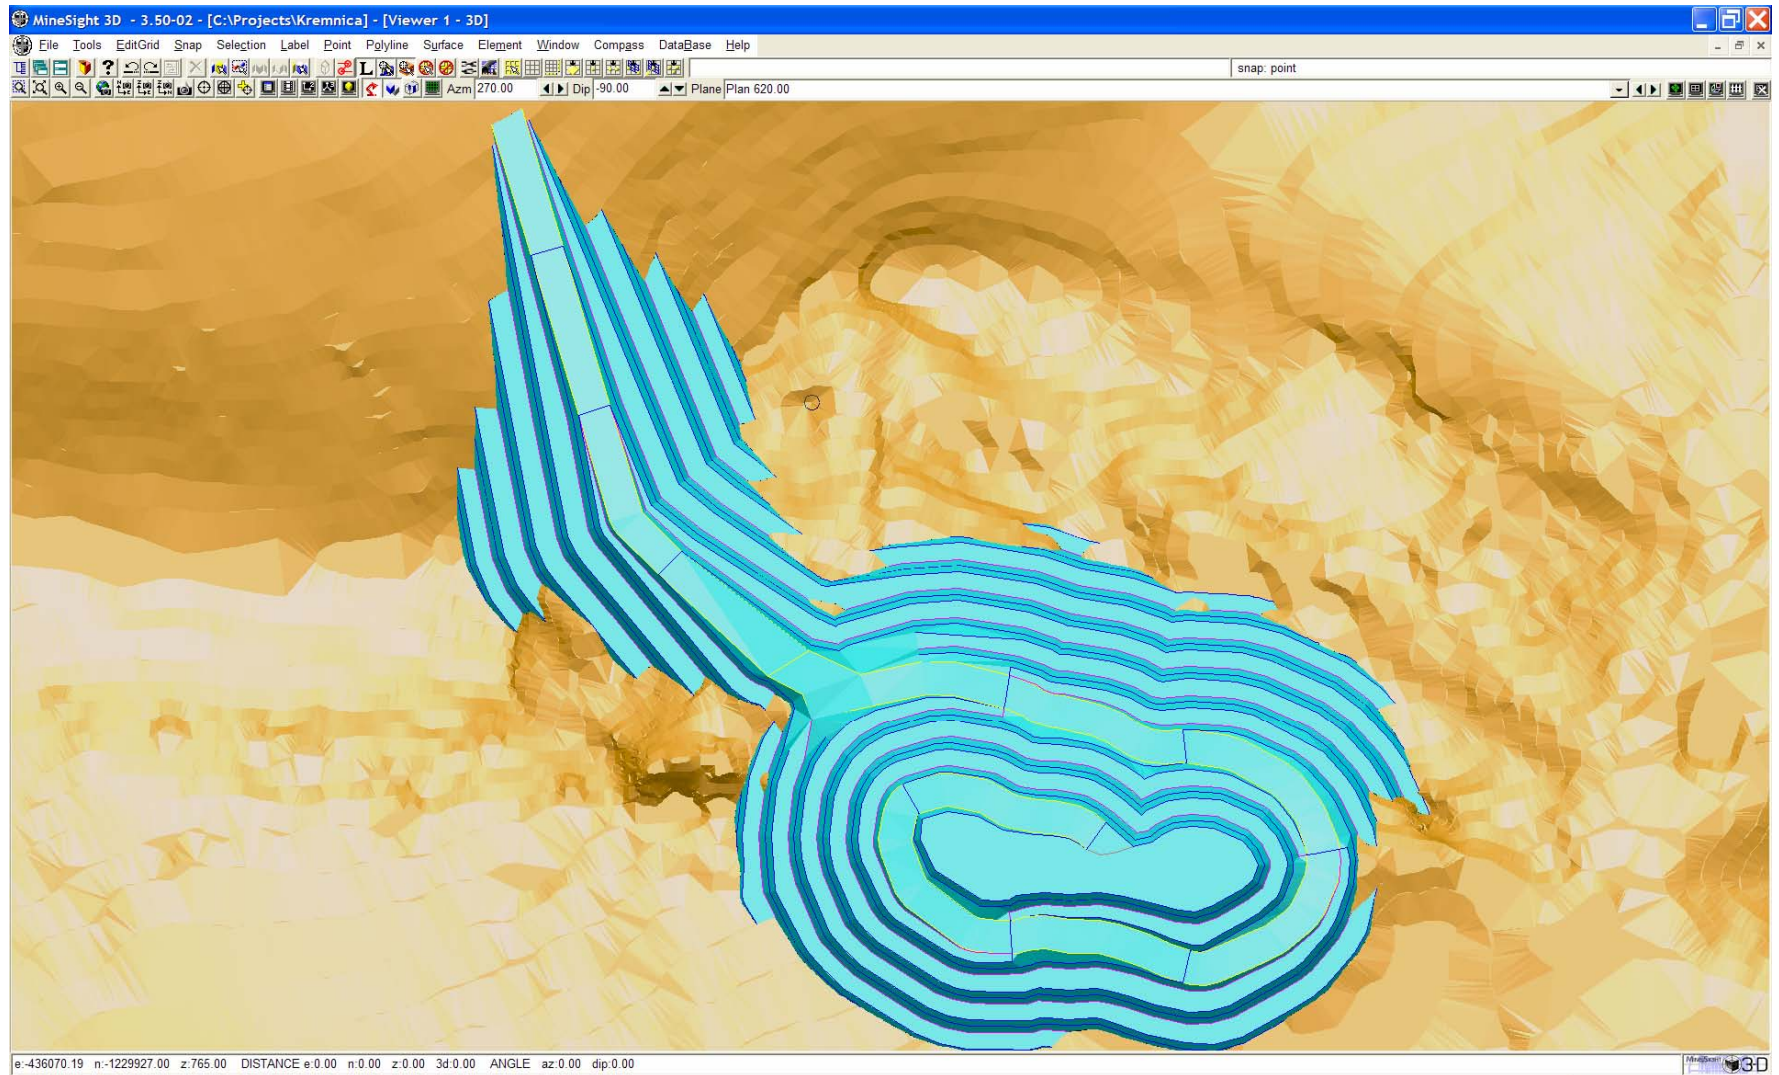 MineSight 3D - 3.50-02 - [C:\Projects\Kremnica] - [Viewer 1 - 3D]
File Tools EditGrid Snap Selection Label Point Polyline Surface Element Window Compass DataBase Help
snap: point
Azm 270.00 Dip -90.00 Plane Plan 620.00
e:-436070.19 n:-1229927.00 z:765.00 DISTANCE e:0.00 n:0.00 z:0.00 3d:0.00 ANGLE az:0.00 dip:0.00
MineSight 3-D